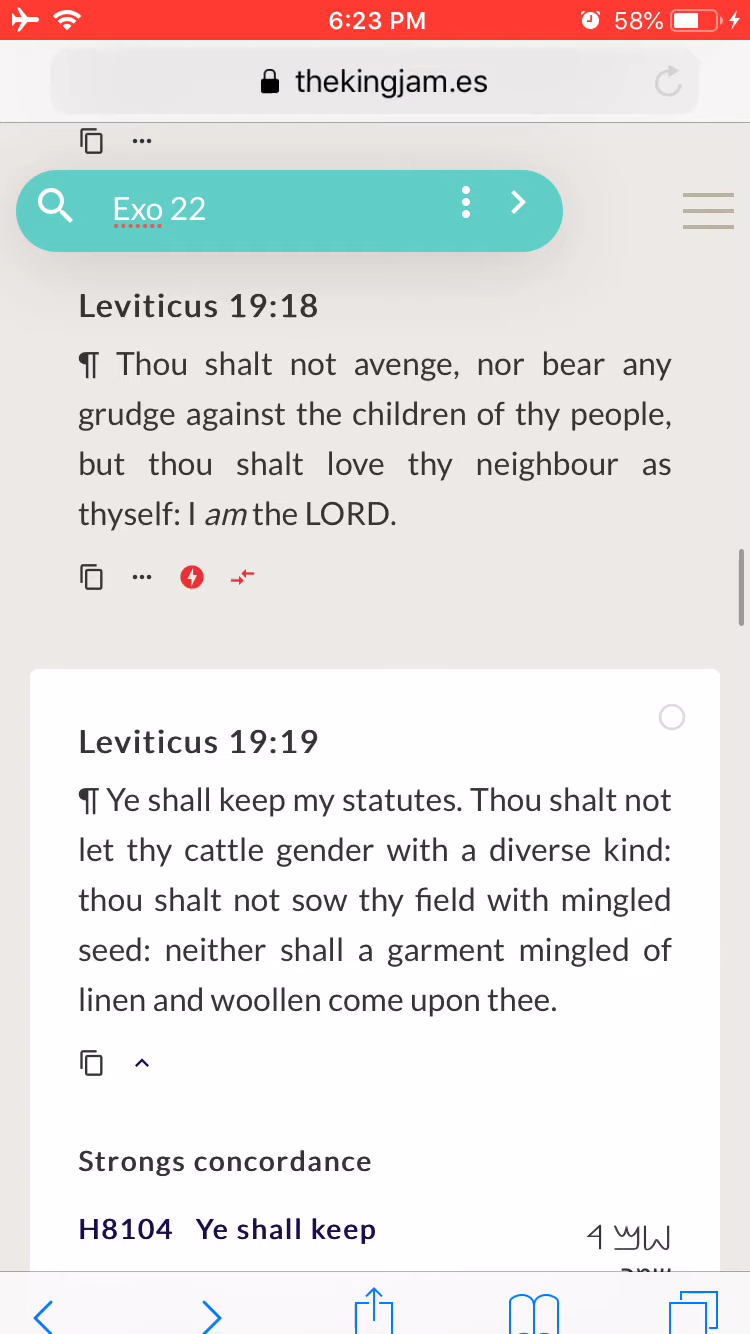 6:23 PM
58%
thekingjam.es
Exo 22
Leviticus 19:18
¶ Thou shalt not avenge, nor bear any
grudge against the children of thy people,
but thou shalt love thy neighbour as
thyself: I am the LORD.
Leviticus 19:19
¶ Ye shall keep my statutes. Thou shalt not
let thy cattle gender with a diverse kind:
thou shalt not sow thy field with mingled
seed: neither shall a garment mingled of
linen and woollen come upon thee.
Strongs concordance
H8104 Ye shall keep